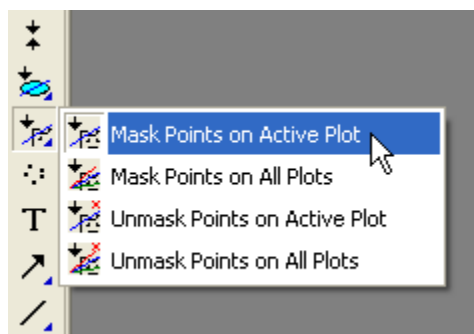 Mask Points on Active Plot
Mask Points on All Plots
Unmask Points on Active Plot
Unmask Points on All Plots
T